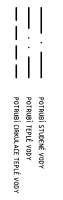 POTRUBÍ STUDENÉ VODY
POTRUBÍ TEPLÉ VODY
POTRUBÍ CIRKULACE TEPLÉ VODY